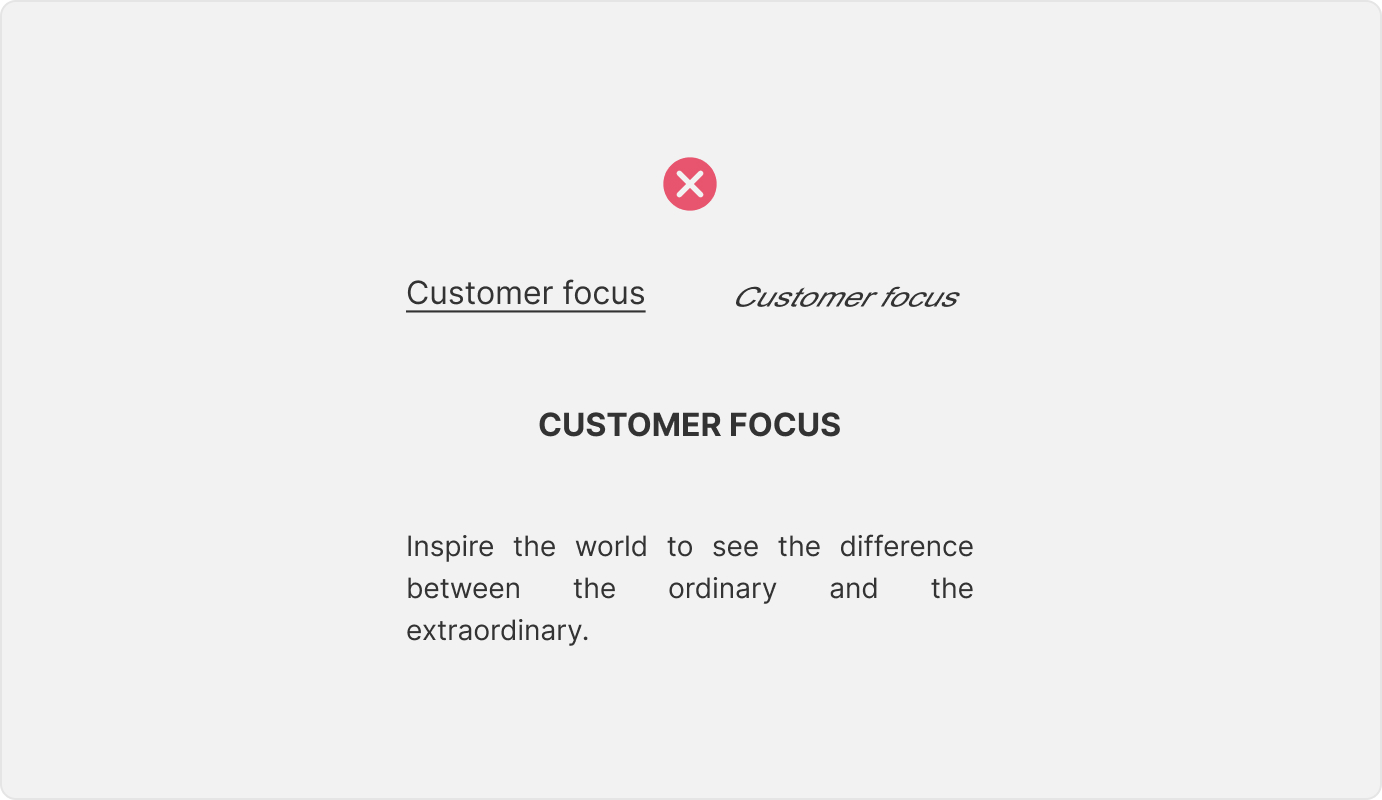 Customer focus
Customer focus
CUSTOMER FOCUS
Inspire the world to see the difference
between the ordinary and the
extraordinary.